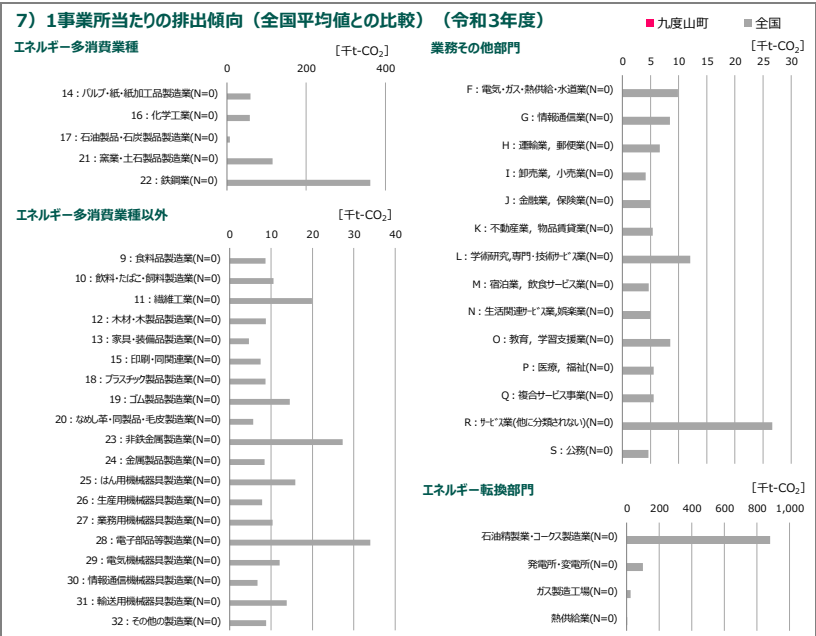 7）1事業所当たりの排出傾向（全国平均値との比較）（令和3年度）
■九度山町 ■全国
エネルギー多消費業種
[千t-CO₂]
0 200 400
14：パルプ・紙・紙加工品製造業(N=0)
16：化学工業(N=0)
17：石油製品・石炭製品製造業(N=0)
21：窯業・土石製品製造業(N=0)
22：鉄鋼業(N=0)
エネルギー多消費業種以外
[千t-CO₂]
0 10 20 30 40
9：食料品製造業(N=0)
10：飲料・たばこ・飼料製造業(N=0)
11：繊維工業(N=0)
12：木材・木製品製造業(N=0)
13：家具・装備品製造業(N=0)
15：印刷・同関連業(N=0)
18：プラスチック製品製造業(N=0)
19：ゴム製品製造業(N=0)
20：なめし革・同製品・毛皮製造業(N=0)
23：非鉄金属製造業(N=0)
24：金属製品製造業(N=0)
25：はん用機械器具製造業(N=0)
26：生産用機械器具製造業(N=0)
27：業務用機械器具製造業(N=0)
28：電子部品等製造業(N=0)
29：電気機械器具製造業(N=0)
30：情報通信機械器具製造業(N=0)
31：輸送用機械器具製造業(N=0)
32：その他の製造業(N=0)
業務その他部門
[千t-CO₂]
0 5 10 15 20 25 30
F：電気・ガス・熱供給・水道業(N=0)
G：情報通信業(N=0)
H：運輸業，郵便業(N=0)
I：卸売業，小売業(N=0)
J：金融業，保険業(N=0)
K：不動産業，物品賃貸業(N=0)
L：学術研究,専門・技術ｻｰﾋﾞｽ業(N=0)
M：宿泊業，飲食サービス業(N=0)
N：生活関連ｻｰﾋﾞｽ業,娯楽業(N=0)
O：教育，学習支援業(N=0)
P：医療，福祉(N=0)
Q：複合サービス事業(N=0)
R：ｻｰﾋﾞｽ業(他に分類されない)(N=0)
S：公務(N=0)
エネルギー転換部門
[千t-CO₂]
0 200 400 600 800 1,000
石油精製業・コークス製造業(N=0)
発電所・変電所(N=0)
ガス製造工場(N=0)
熱供給業(N=0)